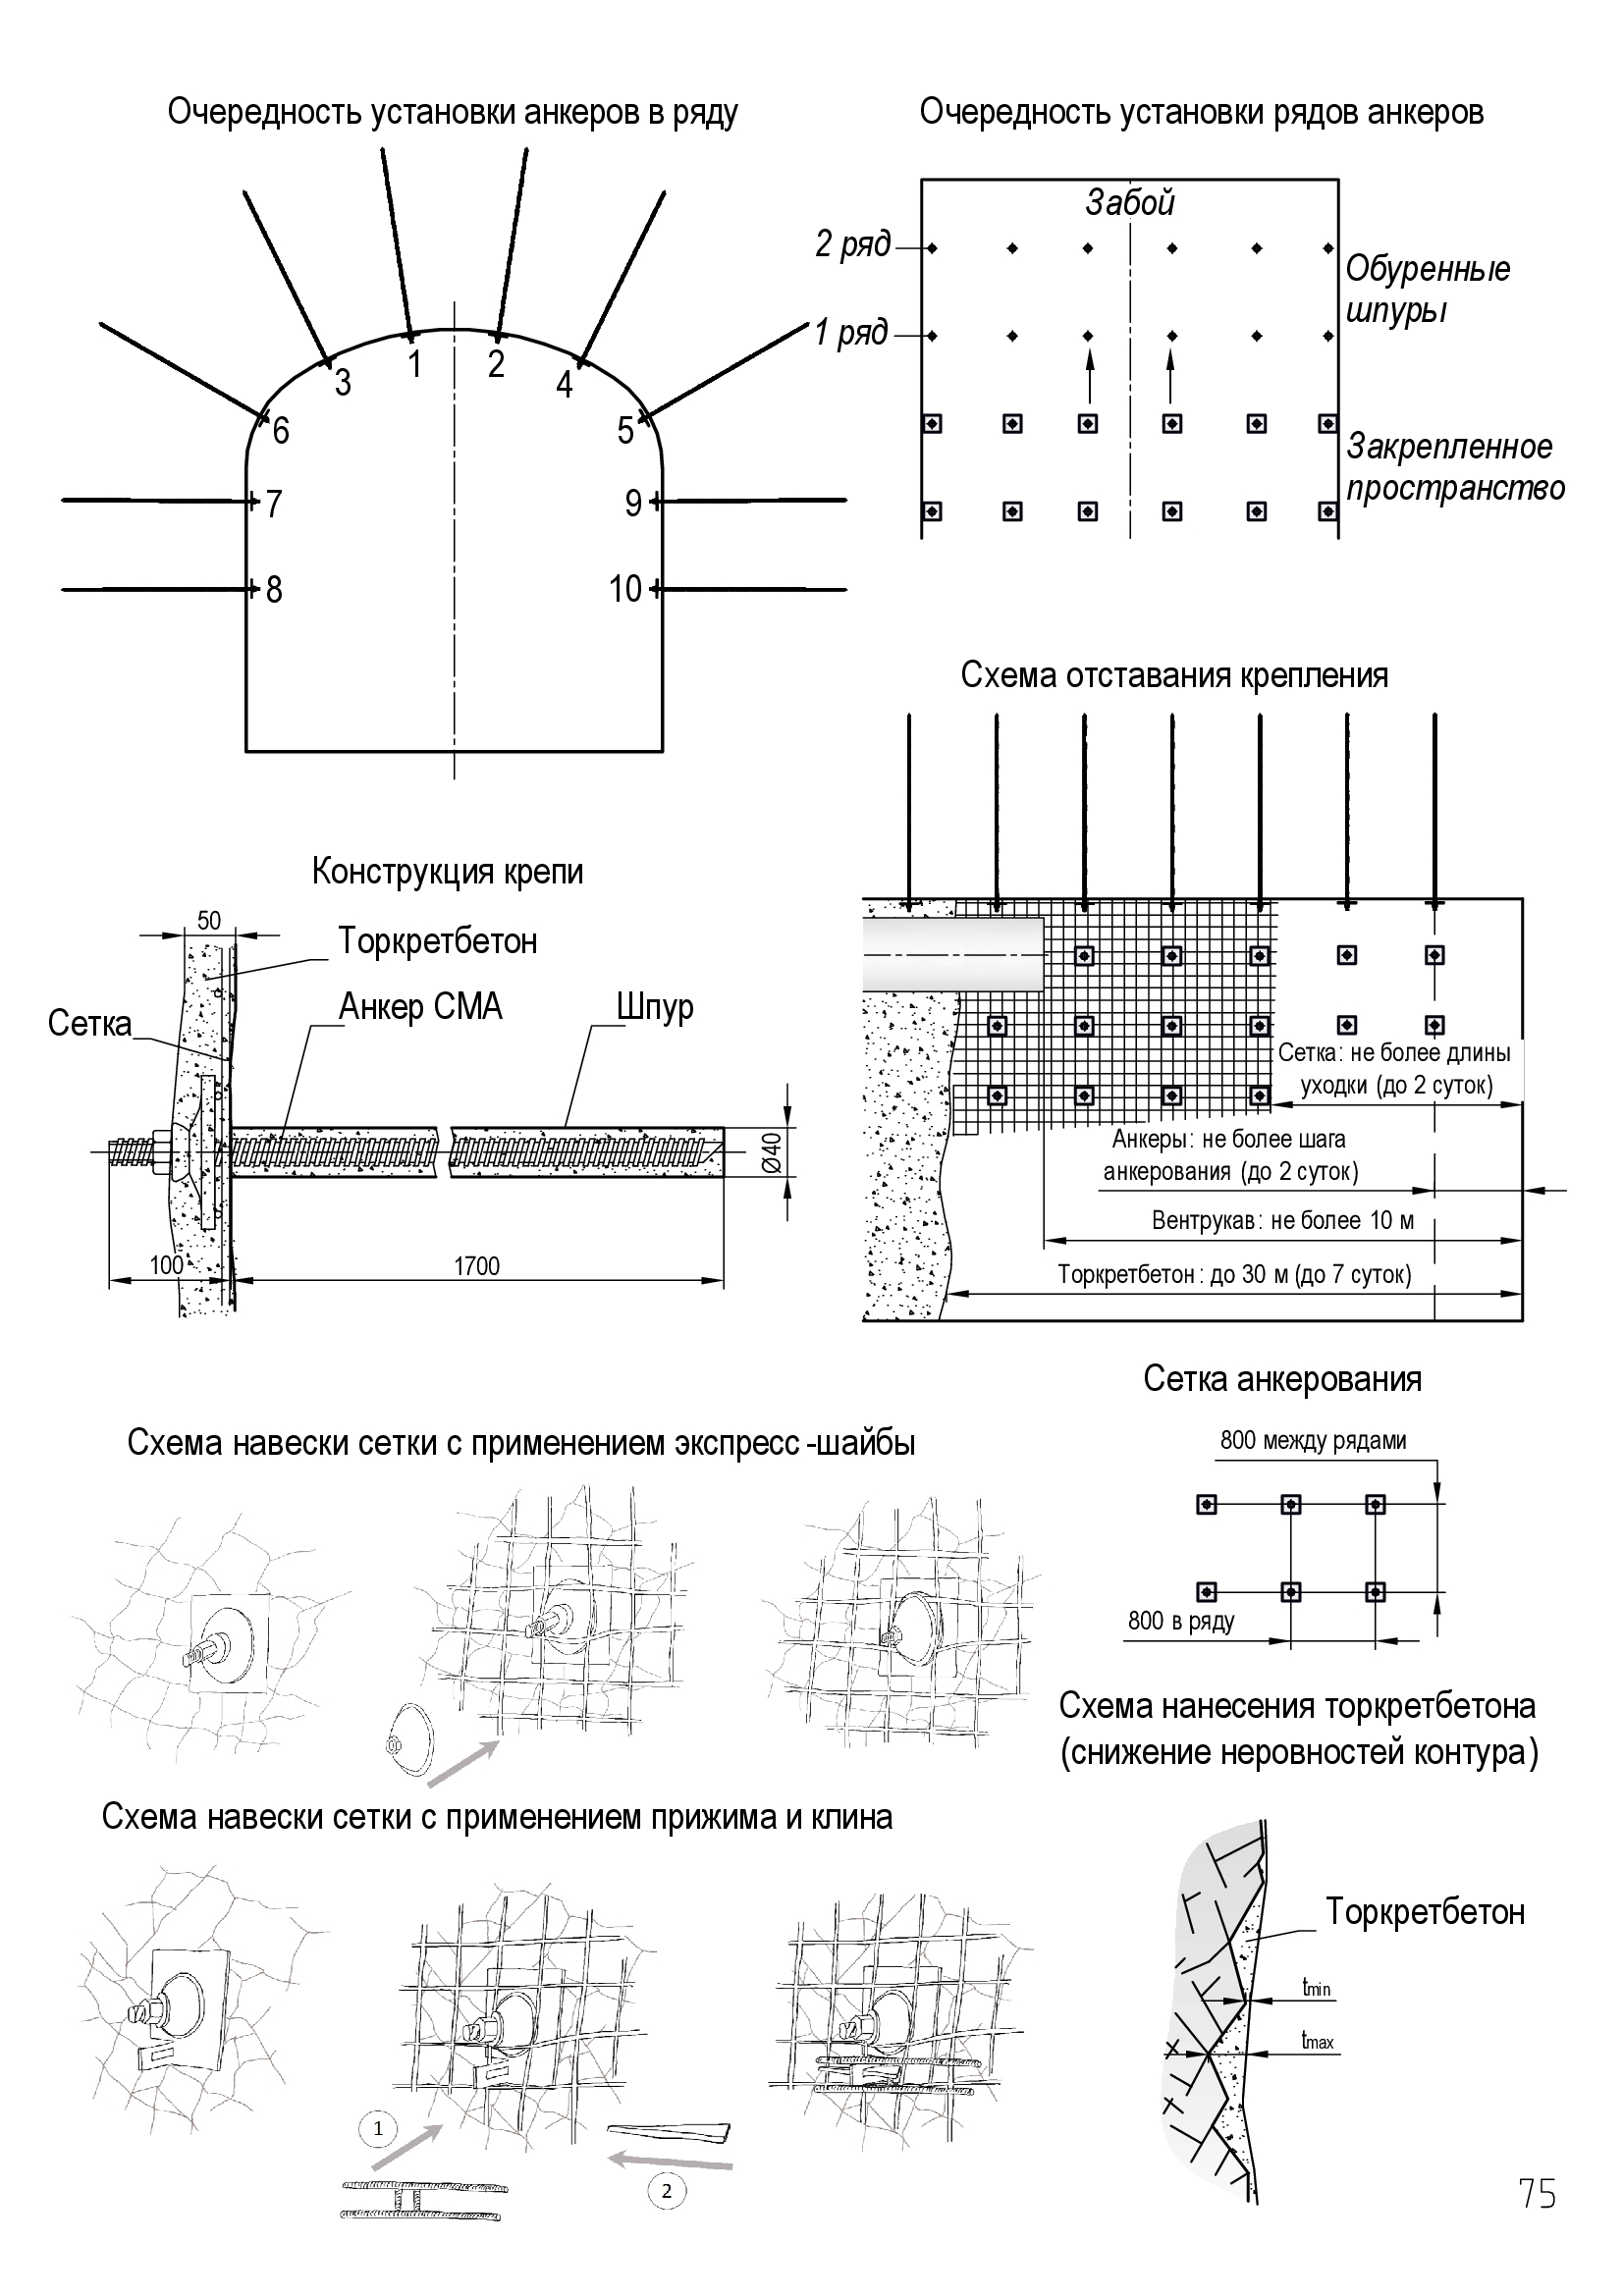 Очередность установки анкеров в ряду
1
2
3
4
6
5
7
9
8
10
Очередность установки рядов анкеров
Забой
2 ряд
Обуренные
шпуры
1 ряд
Закрепленное
пространство
Схема отставания крепления
Сетка: не более длины
уходки (до 2 суток)
Анкеры: не более шага
анкерования (до 2 суток)
Вентрукав: не более 10 м
Торкретбетон: до 30 м (до 7 суток)
Конструкция крепи
50
Торкретбетон
Анкер СМА
Шпур
Сетка
Ø40
100
1700
Сетка анкерования
800 между рядами
800 в ряду
Схема навески сетки с применением экспресс-шайбы
Схема нанесения торкретбетона
(снижение неровностей контура)
Схема навески сетки с применением прижима и клина
1
2
Торкретбетон
tmin
tmax
75